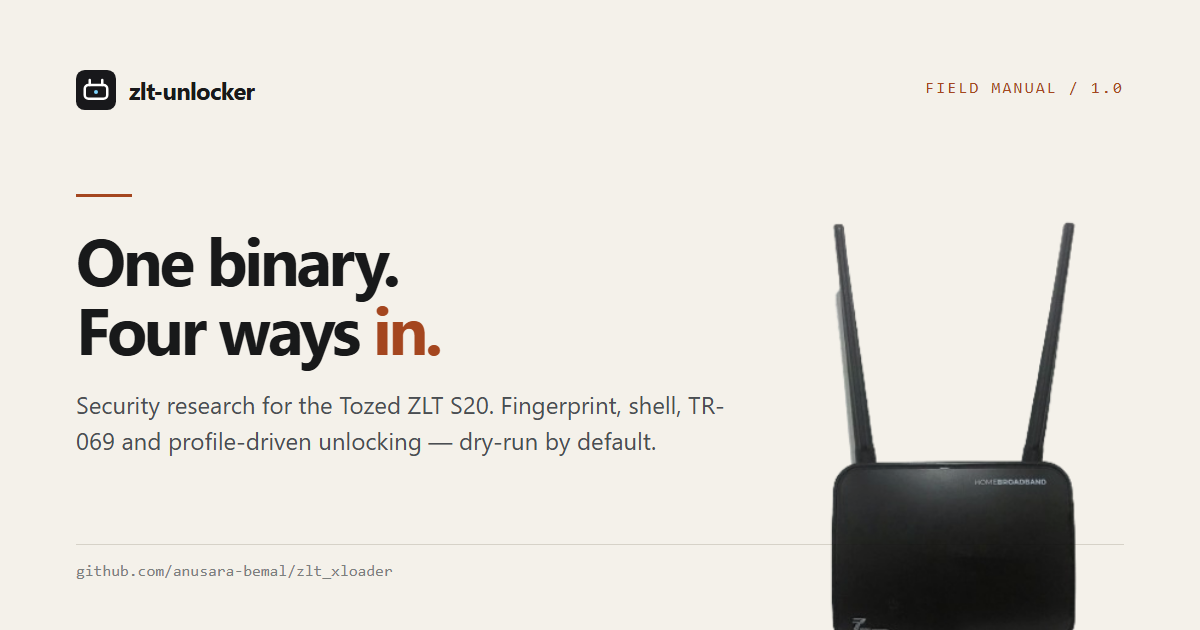 zlt-unlocker
FIELD MANUAL / 1.0
One binary.
Four ways in.
Security research for the Tozed ZLT S20. Fingerprint, shell, TR-
069 and profile-driven unlocking — dry-run by default.
HOMEBROADBAND
github.com/anusara-bemal/zlt_xloader